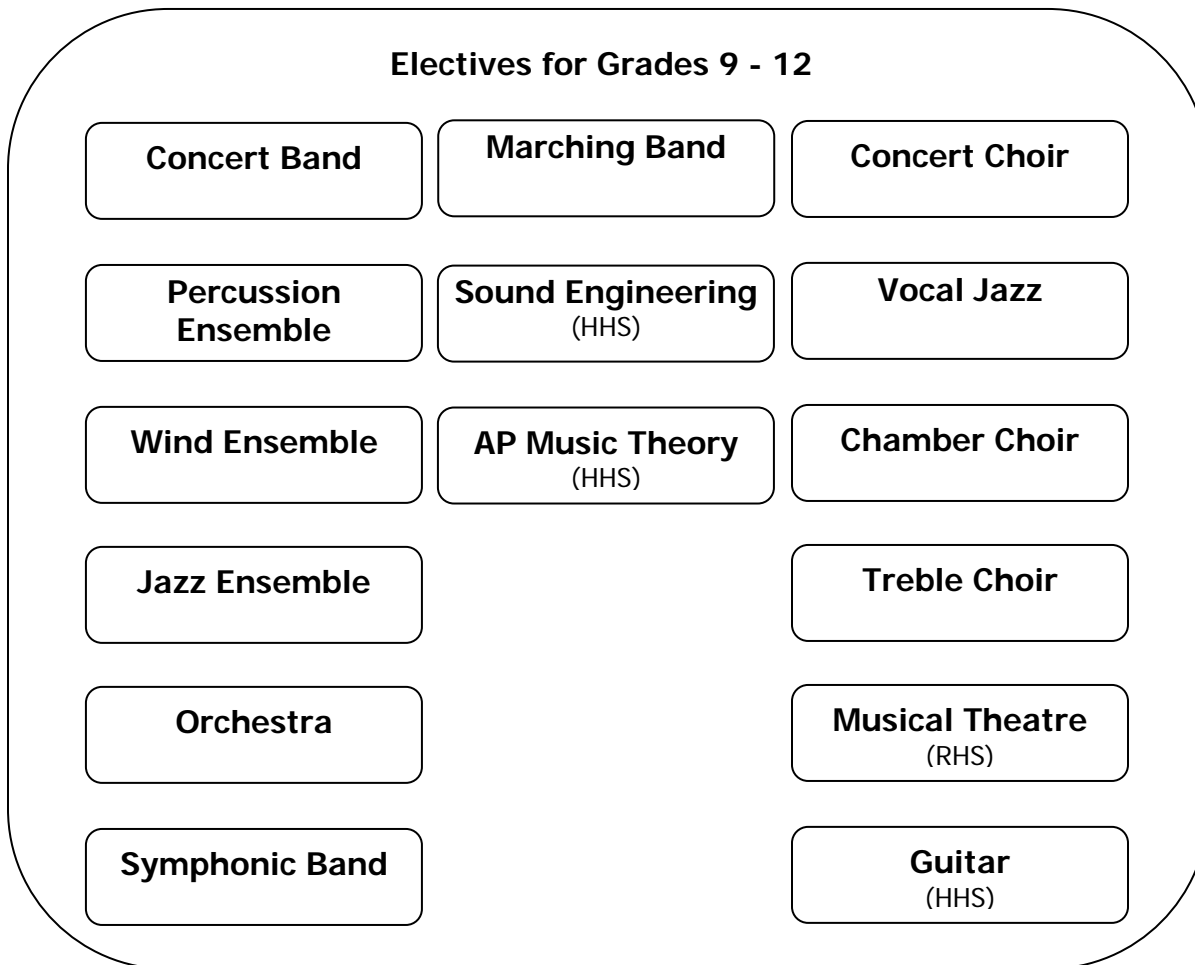 Electives for Grades 9 - 12
Concert Band
Marching Band
Concert Choir
Percussion
Ensemble
Sound Engineering
(HHS)
Vocal Jazz
Wind Ensemble
AP Music Theory
(HHS)
Chamber Choir
Jazz Ensemble
Treble Choir
Orchestra
Musical Theatre
(RHS)
Symphonic Band
Guitar
(HHS)